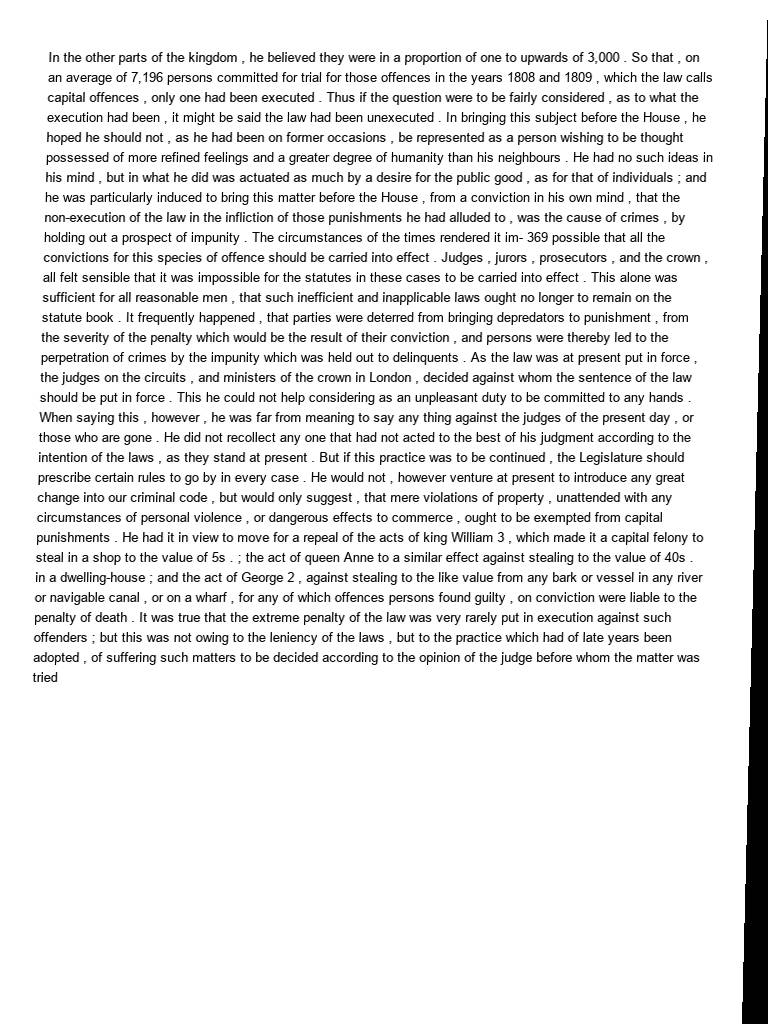 In the other parts of the kingdom , he believed they were in a proportion of one to upwards of 3,000 . So that , on
an average of 7,196 persons committed for trial for those offences in the years 1808 and 1809 , which the law calls
capital offences , only one had been executed . Thus if the question were to be fairly considered , as to what the
execution had been , it might be said the law had been unexecuted . In bringing this subject before the House , he
hoped he should not , as he had been on former occasions , be represented as a person wishing to be thought
possessed of more refined feelings and a greater degree of humanity than his neighbours . He had no such ideas in
his mind , but in what he did was actuated as much by a desire for the public good , as for that of individuals ; and
he was particularly induced to bring this matter before the House , from a conviction in his own mind , that the
non-execution of the law in the infliction of those punishments he had alluded to , was the cause of crimes , by
holding out a prospect of impunity . The circumstances of the times rendered it im- 369 possible that all the
convictions for this species of offence should be carried into effect . Judges , jurors , prosecutors , and the crown ,
all felt sensible that it was impossible for the statutes in these cases to be carried into effect . This alone was
sufficient for all reasonable men , that such inefficient and inapplicable laws ought no longer to remain on the
statute book . It frequently happened , that parties were deterred from bringing depredators to punishment , from
the severity of the penalty which would be the result of their conviction , and persons were thereby led to the
perpetration of crimes by the impunity which was held out to delinquents . As the law was at present put in force ,
the judges on the circuits , and ministers of the crown in London , decided against whom the sentence of the law
should be put in force . This he could not help considering as an unpleasant duty to be committed to any hands .
When saying this , however , he was far from meaning to say any thing against the judges of the present day , or
those who are gone . He did not recollect any one that had not acted to the best of his judgment according to the
intention of the laws , as they stand at present . But if this practice was to be continued , the Legislature should
prescribe certain rules to go by in every case . He would not , however venture at present to introduce any great
change into our criminal code , but would only suggest , that mere violations of property , unattended with any
circumstances of personal violence , or dangerous effects to commerce , ought to be exempted from capital
punishments . He had it in view to move for a repeal of the acts of king William 3 , which made it a capital felony to
steal in a shop to the value of 5s . ; the act of queen Anne to a similar effect against stealing to the value of 40s .
in a dwelling-house ; and the act of George 2 , against stealing to the like value from any bark or vessel in any river
or navigable canal , or on a wharf , for any of which offences persons found guilty , on conviction were liable to the
penalty of death . It was true that the extreme penalty of the law was very rarely put in execution against such
offenders ; but this was not owing to the leniency of the laws , but to the practice which had of late years been
adopted , of suffering such matters to be decided according to the opinion of the judge before whom the matter was
tried